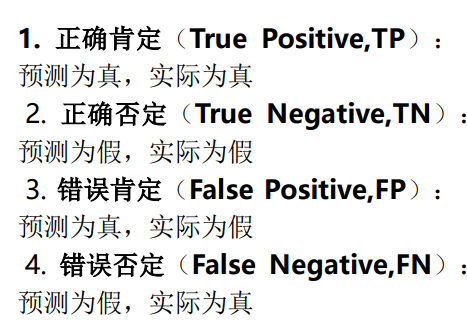 1. 正确肯定（True Positive,TP）：
预测为真，实际为真
2. 正确否定（True Negative,TN）：
预测为假，实际为假
3. 错误肯定（False Positive,FP）：
预测为真，实际为假
4. 错误否定（False Negative,FN）：
预测为假，实际为真